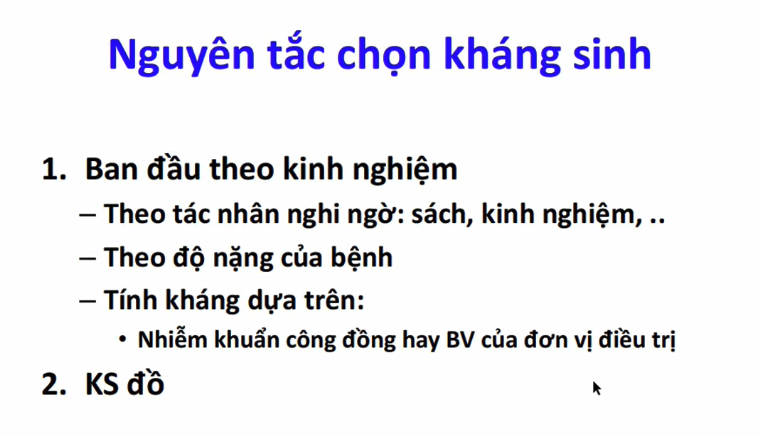 Nguyên tắc chọn kháng sinh
1. Ban đầu theo kinh nghiệm
– Theo tác nhân nghi ngờ: sách, kinh nghiệm, ..
– Theo độ nặng của bệnh
– Tính kháng dựa trên:
• Nhiễm khuẩn công đồng hay BV của đơn vị điều trị
2. KS đồ